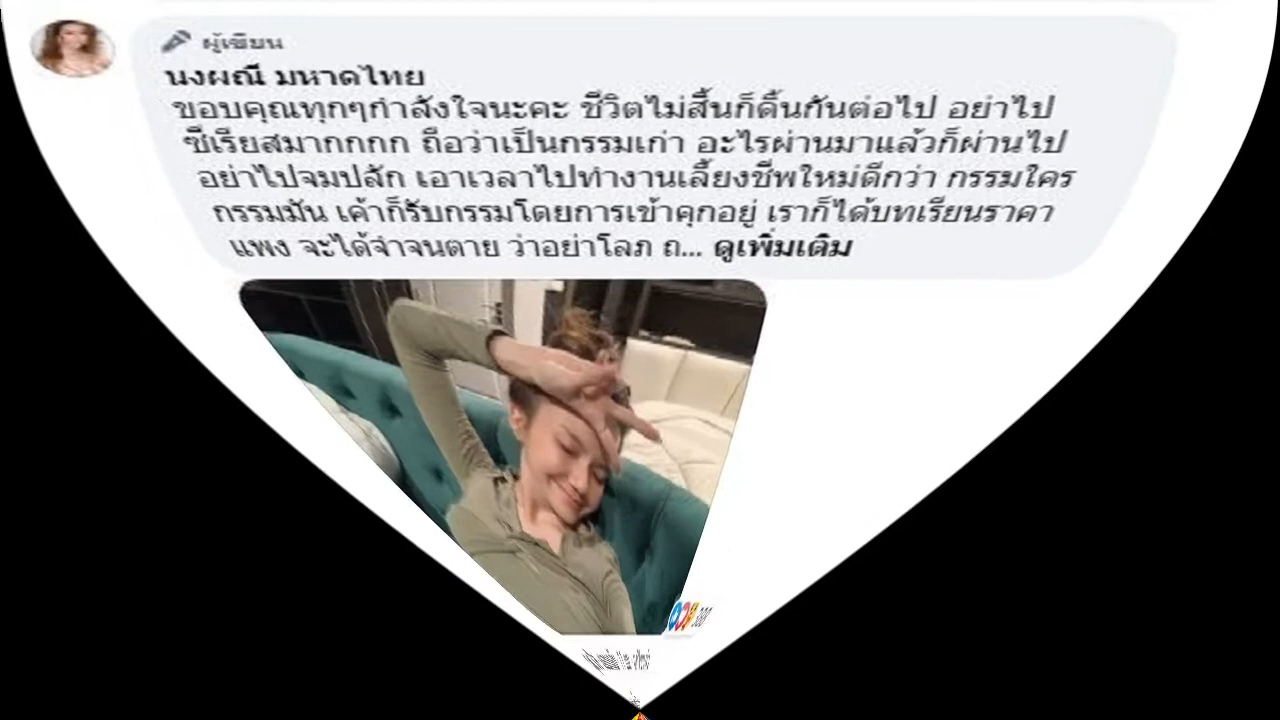 ผู้เขียน
นงผณี มหาดไทย
ขอบคุณทุกๆกำลังใจนะคะ ชีวิตไม่สิ้นก็ดิ้นกันต่อไป อย่าไป
ซีเรียสมากกกก ถือว่าเป็นกรรมเก่า อะไรผ่านมาแล้วก็ผ่านไป
อย่าไปจมปลัก เอาเวลาไปทำงานเลี้ยงชีพใหม่ดีกว่า กรรมใคร
กรรมมัน เค้าก็รับกรรมโดยการเข้าคุกอยู่ เราก็ได้บทเรียนราคา
แพง จะได้จำจนตาย ว่าอย่าโลภ ถ... ดูเพิ่มเติม